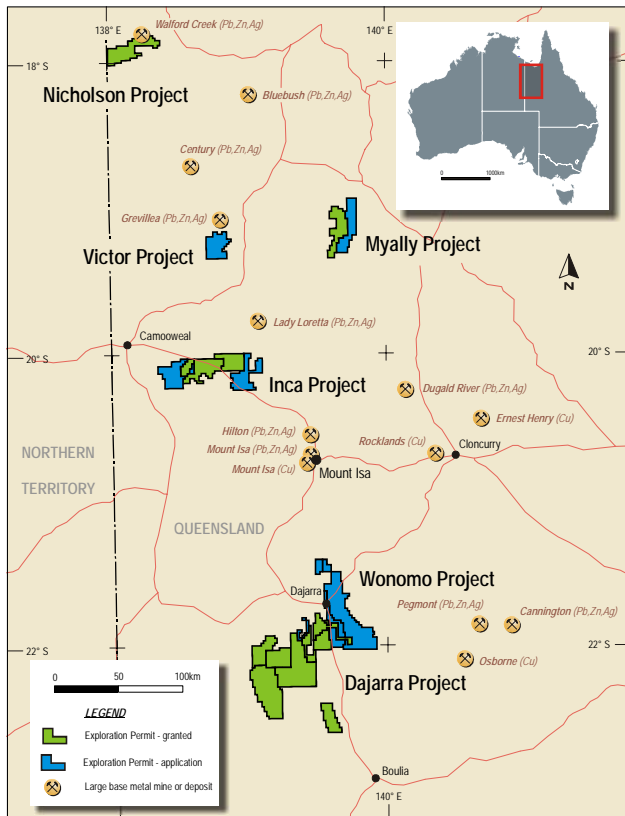 138° E
140° E
Walford Creek (Pb,Zn,Ag)
18° S
Nicholson Project
Bluebush (Pb,Zn,Ag)
0 1000km
Century (Pb,Zn,Ag)
Grevillea (Pb,Zn,Ag)
Victor Project
Myally Project
N
Lady Loretta (Pb,Zn,Ag)
Camooweal
20° S
20° S
Inca Project
Dugald River (Pb,Zn,Ag)
Ernest Henry (Cu)
Hilton (Pb,Zn,Ag)
Rocklands (Cu)
Mount Isa (Pb,Zn,Ag)
Cloncurry
Mount Isa (Cu)
Mount Isa
NORTHERN
TERRITORY
QUEENSLAND
Wonomo Project
Dajarra
Pegmont (Pb,Zn,Ag)
Cannington (Pb,Zn,Ag)
22° S
22° S
Osborne (Cu)
Dajarra Project
0 50 100km
LEGEND
Exploration Permit - granted
Exploration Permit - application
Large base metal mine or deposit
Boulia
140° E